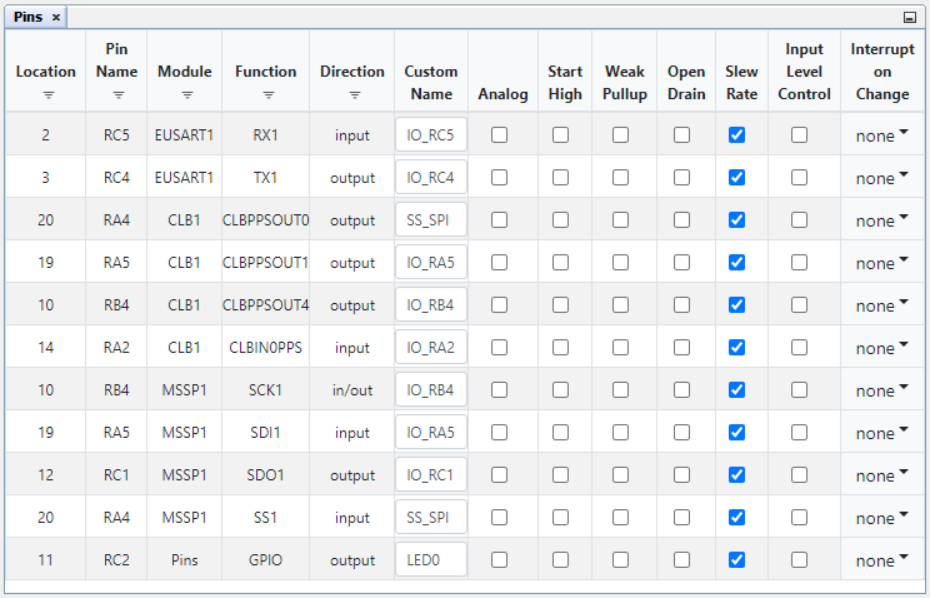 Pins ×
Location Pin Name Module Function Direction Custom Name Analog Start High Weak Pullup Open Drain Slew Rate Input Level Control Interrupt on Change
2 RC5 EUSART1 RX1 input IO_RC5 none
3 RC4 EUSART1 TX1 output IO_RC4 none
20 RA4 CLB1 CLBPPSOUT0 output SS_SPI none
19 RA5 CLB1 CLBPPSOUT1 output IO_RA5 none
10 RB4 CLB1 CLBPPSOUT4 output IO_RB4 none
14 RA2 CLB1 CLBIN0PPS input IO_RA2 none
10 RB4 MSSP1 SCK1 in/out IO_RB4 none
19 RA5 MSSP1 SDI1 input IO_RA5 none
12 RC1 MSSP1 SDO1 output IO_RC1 none
20 RA4 MSSP1 SS1 input SS_SPI none
11 RC2 Pins GPIO output LED0 none